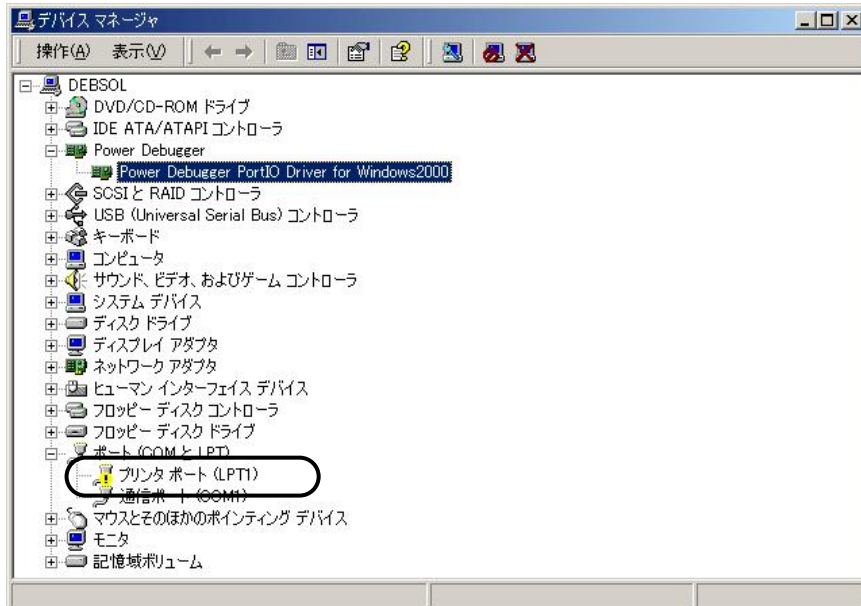 デバイス マネージャ
操作(A) 表示(V)
DEBSOL
DVD/CD-ROM ドライブ
IDE ATA/ATAPI コントローラ
Power Debugger
Power Debugger PortIO Driver for Windows2000
SCSI と RAID コントローラ
USB (Universal Serial Bus) コントローラ
キーボード
コンピュータ
サウンド、ビデオ、およびゲーム コントローラ
システム デバイス
ディスク ドライブ
ディスプレイ アダプタ
ネットワーク アダプタ
ヒューマン インターフェイス デバイス
フロッピー ディスク コントローラ
フロッピー ディスク ドライブ
ポート (COM と LPT)
プリンタ ポート (LPT1)
通信ポート (COM1)
マウスとそのほかのポインティング デバイス
モニタ
記憶域ボリューム